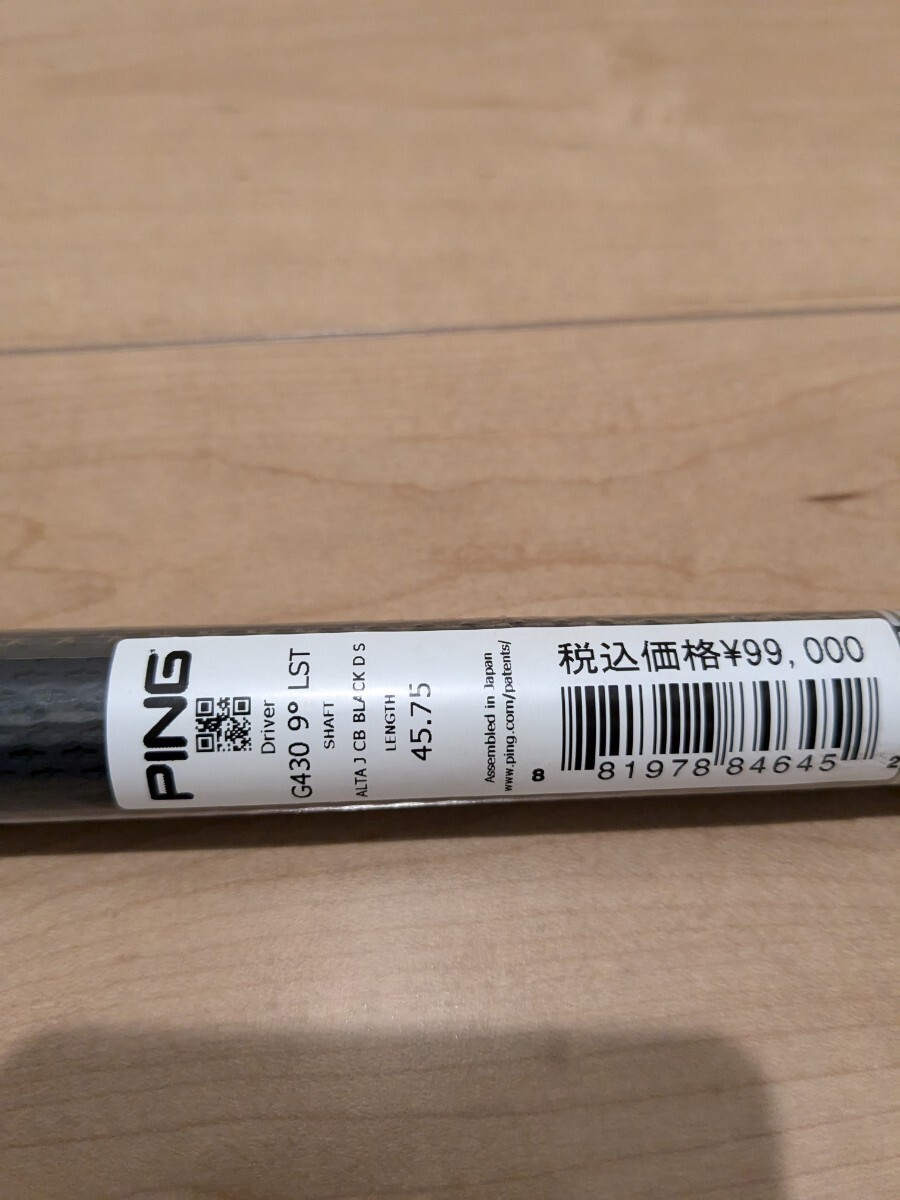 PING
Driver
G430 9° LST
SHAFT
ALTA J CB BLACK D S
LENGTH
45.75
Assembled in Japan
www.ping.com/patents/
税込価格¥99,000
8 81978 84645 2